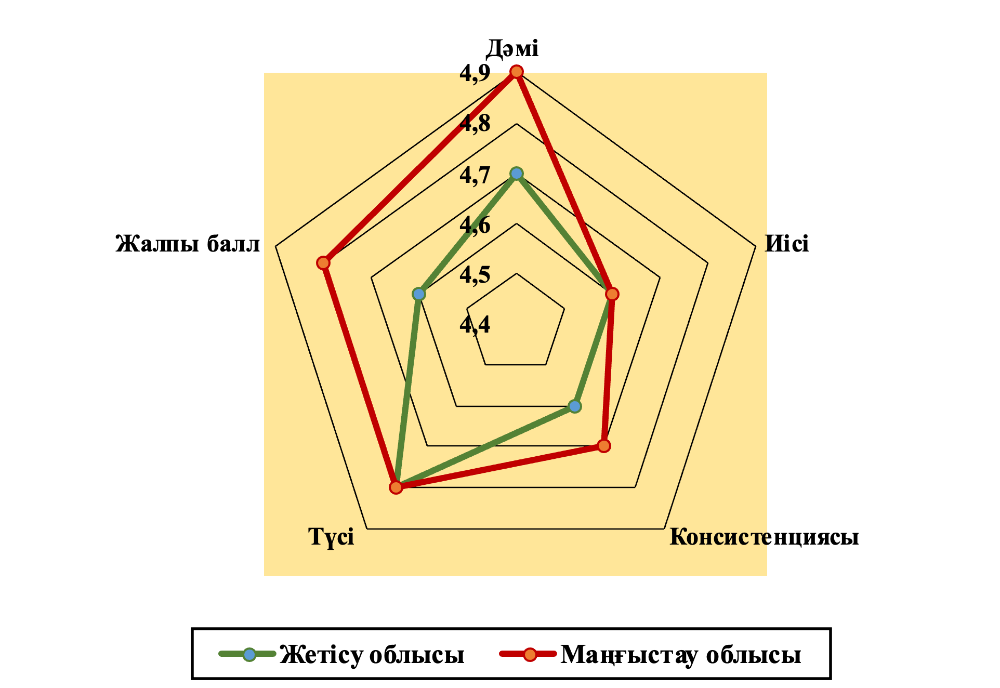 Дәмі
4,9
4,8
4,7
4,6
4,5
4,4
Жалпы балл
Иісі
Түсі
Консистенциясы
Жетісу облысы
Маңғыстау облысы